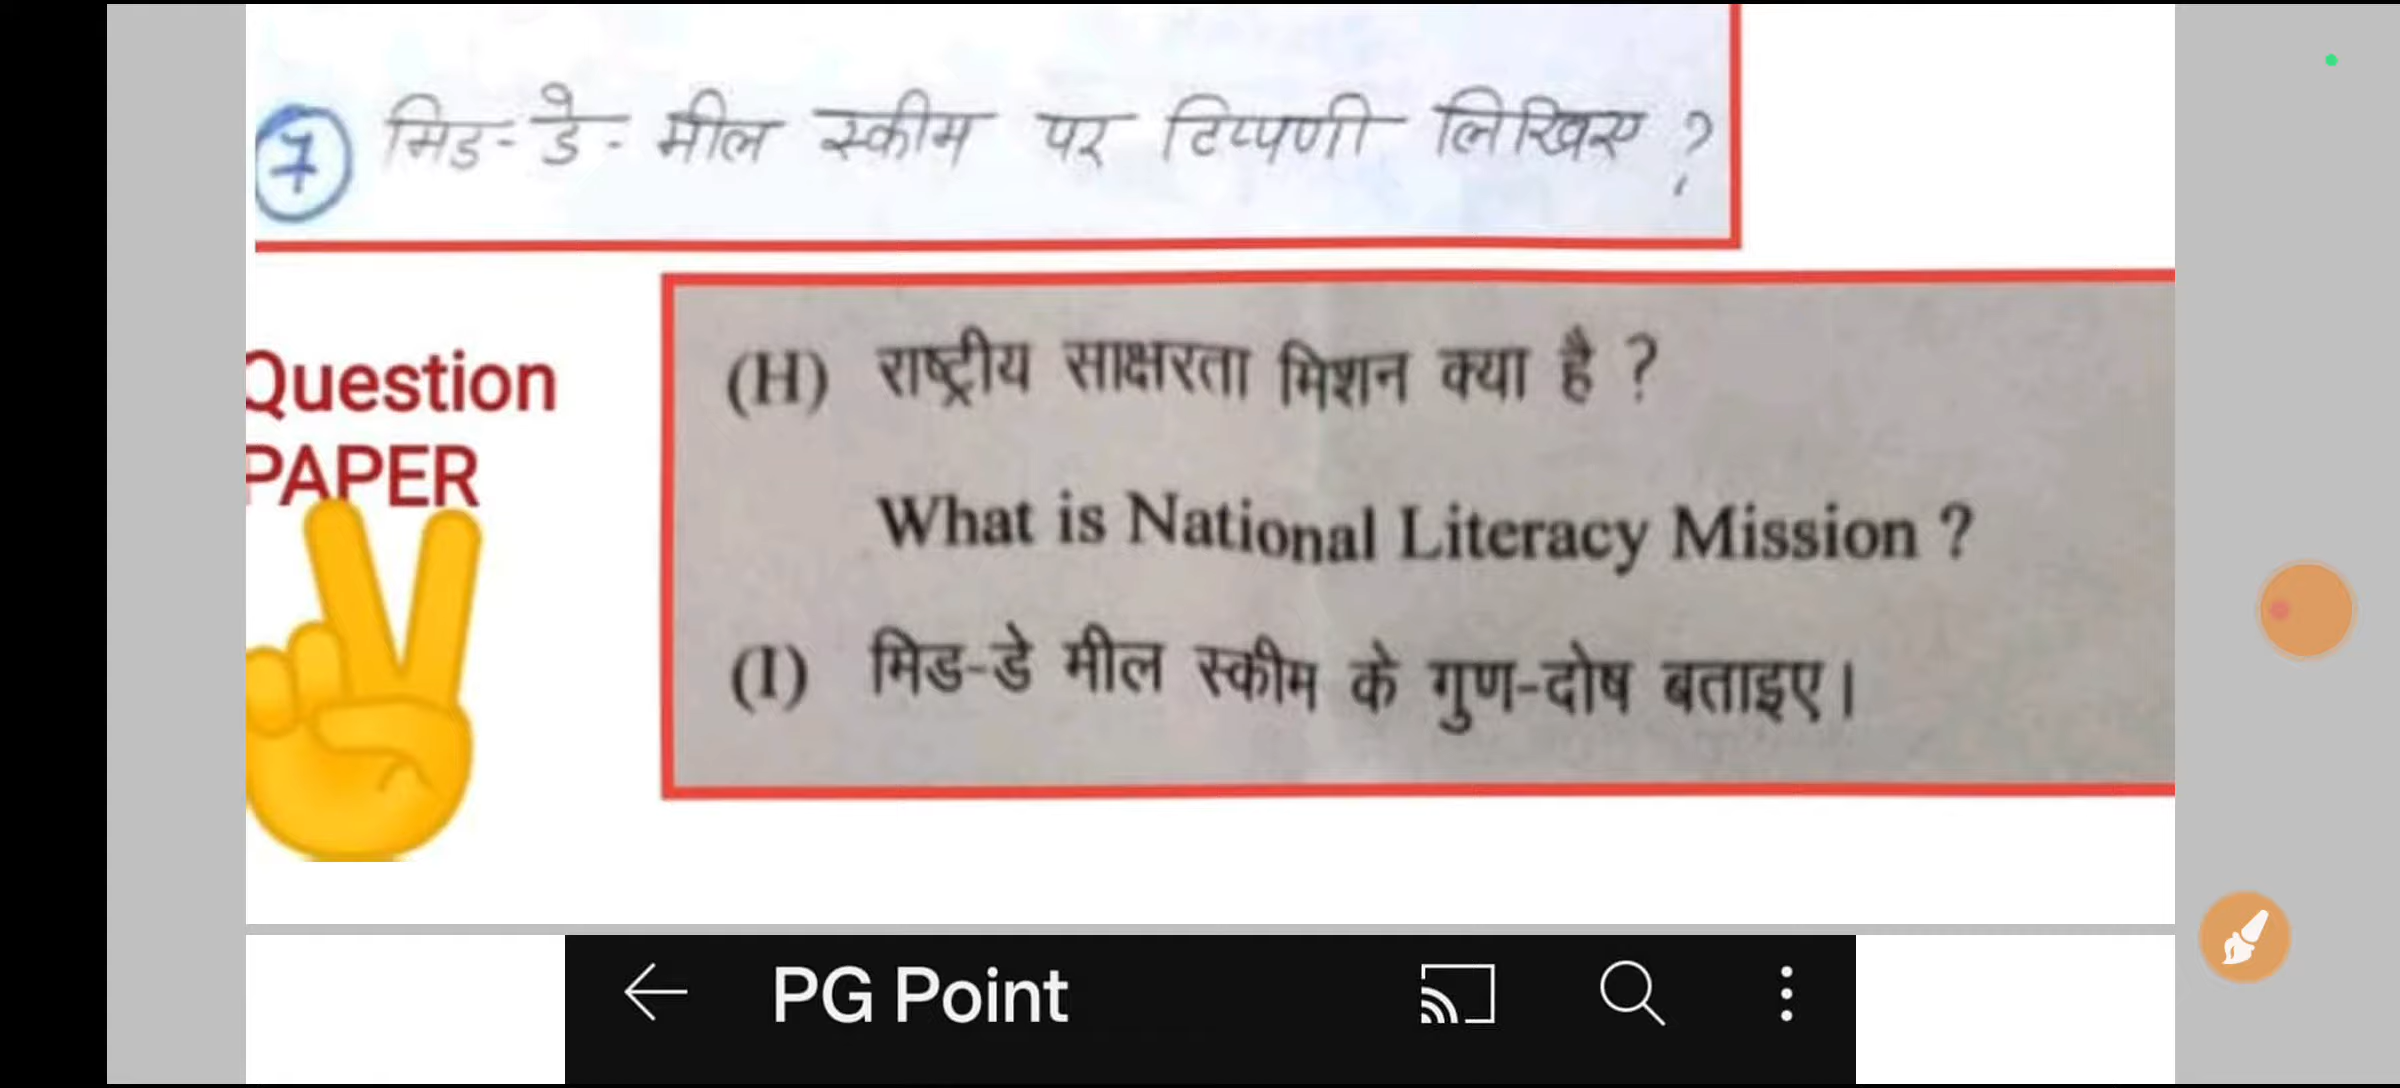 7 मिड-डे-मील स्कीम पर टिप्पणी लिखिए ?
Question
PAPER
(H) राष्ट्रीय साक्षरता मिशन क्या है ?
What is National Literacy Mission ?
(I) मिड-डे मील स्कीम के गुण-दोष बताइए।
PG Point